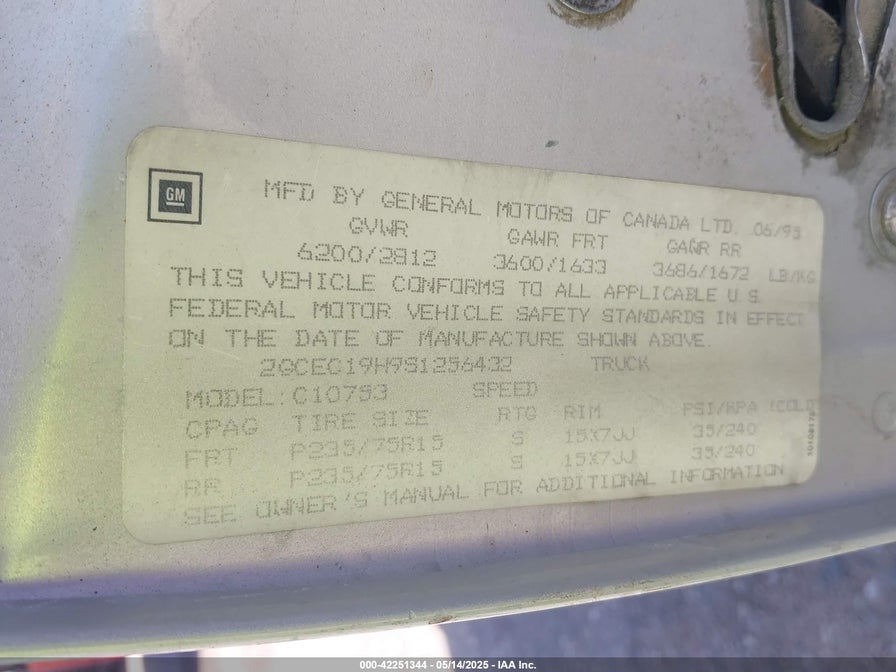 GM
MFD BY GENERAL MOTORS OF CANADA LTD. 06/95
GVWR GAWR FRT GAWR RR
6200/2812 3600/1633 3686/1672 LB/KG
THIS VEHICLE CONFORMS TO ALL APPLICABLE U.S.
FEDERAL MOTOR VEHICLE SAFETY STANDARDS IN EFFECT
ON THE DATE OF MANUFACTURE SHOWN ABOVE.
2GCEC19H9S1256432 TRUCK
MODEL: C10753 SPEED
CPAG TIRE SIZE RTG RIM PSI/KPA (COLD
FRT P235/75R15 S 15X7JJ 35/240
RR P235/75R15 S 15X7JJ 35/240
SEE OWNER'S MANUAL FOR ADDITIONAL INFORMATION
000-42251344 - 05/14/2025 - IAA Inc.